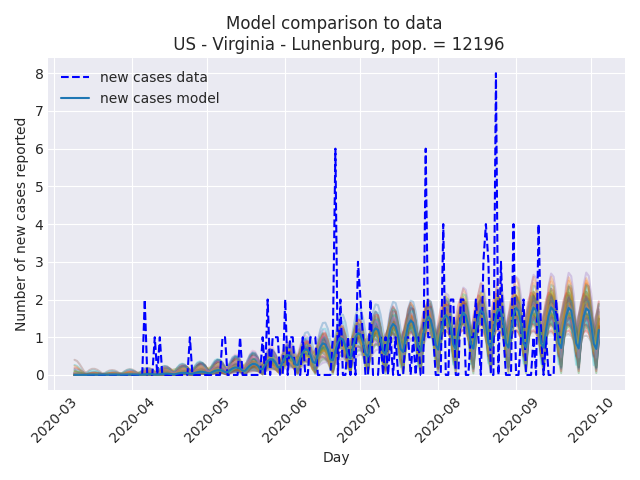 Model comparison to data
US - Virginia - Lunenburg, pop. = 12196
new cases data
new cases model
Number of new cases reported
8
7
6
5
4
3
2
1
0
2020-03
2020-04
2020-05
2020-06
2020-07
2020-08
2020-09
2020-10
Day